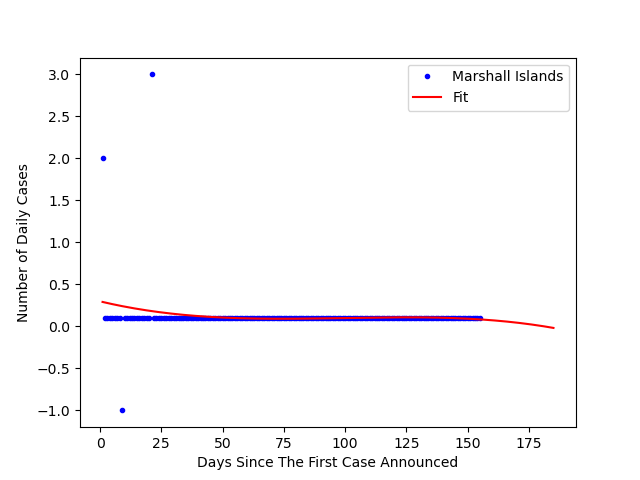 Marshall Islands
Fit
3.0
2.5
2.0
1.5
1.0
0.5
0.0
−0.5
−1.0
Number of Daily Cases
0 25 50 75 100 125 150 175
Days Since The First Case Announced